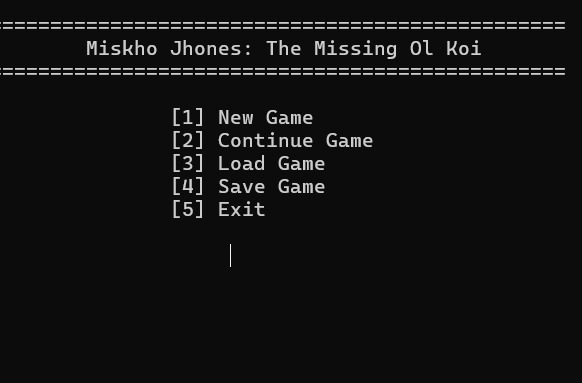 ================================================
Miskho Jhones: The Missing Ol Koi
================================================
[1] New Game
[2] Continue Game
[3] Load Game
[4] Save Game
[5] Exit